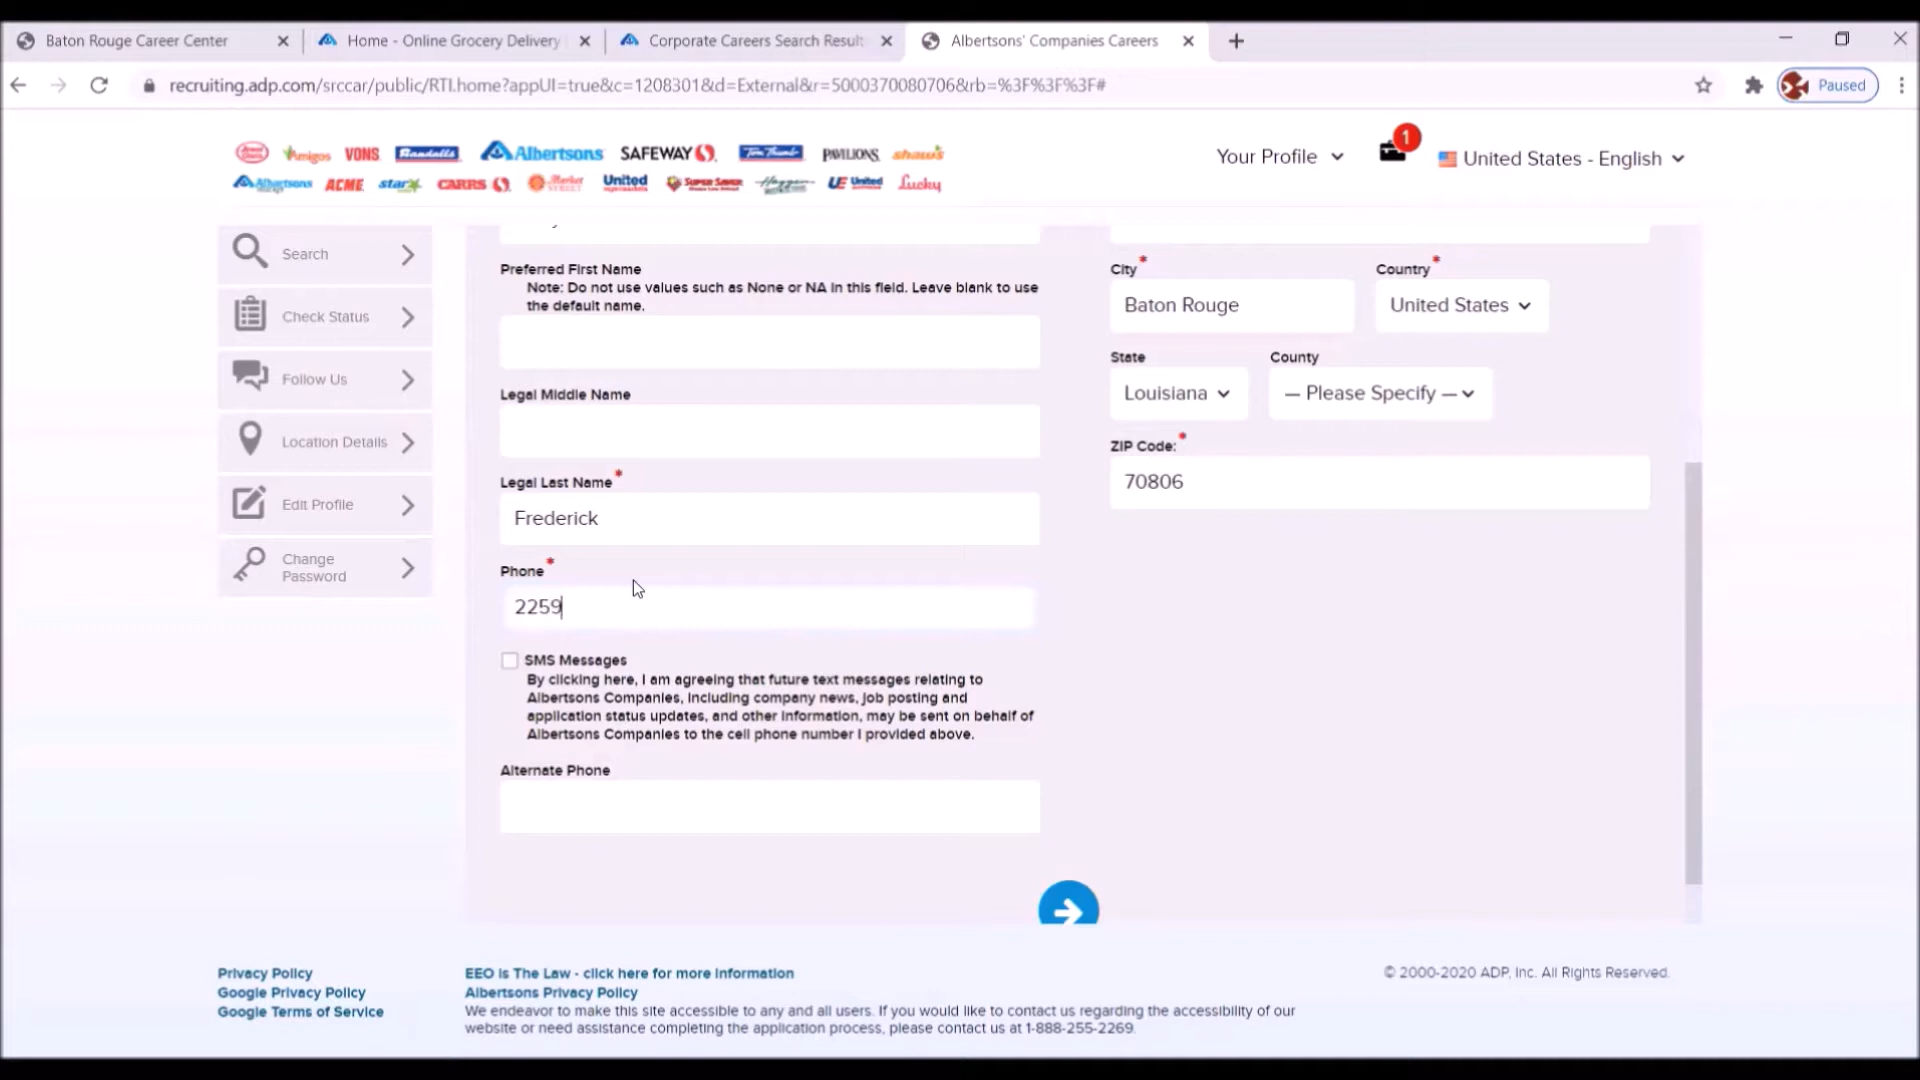 Baton Rouge Career Center
Home - Online Grocery Delivery
Corporate Careers Search Result
Albertsons' Companies Careers
recruiting.adp.com/srccar/public/RTI.home?appUI=true&c=1208301&d=External&r=5000370080706&rb=%3F%3F%3F#
Paused
Amigos VONS Randalls Albertsons SAFEWAY Tom Thumb PAVILIONS shaw's
Albertsons ACME star CARRS MARKET STREET United SUPER SAVER Haggen United Lucky
Your Profile
1
United States - English
Search
Check Status
Follow Us
Location Details
Edit Profile
Change
Password
Preferred First Name
Note: Do not use values such as None or NA in this field. Leave blank to use
the default name.
Legal Middle Name
Legal Last Name *
Frederick
Phone *
2259
SMS Messages
By clicking here, I am agreeing that future text messages relating to
Albertsons Companies, including company news, job posting and
application status updates, and other information, may be sent on behalf of
Albertsons Companies to the cell phone number I provided above.
Alternate Phone
City * Country *
Baton Rouge United States
State County
Louisiana — Please Specify —
ZIP Code: *
70806
Privacy Policy
Google Privacy Policy
Google Terms of Service
EEO is The Law - click here for more information
Albertsons Privacy Policy
We endeavor to make this site accessible to any and all users. If you would like to contact us regarding the accessibility of our
website or need assistance completing the application process, please contact us at 1-888-255-2269.
© 2000-2020 ADP, Inc. All Rights Reserved.